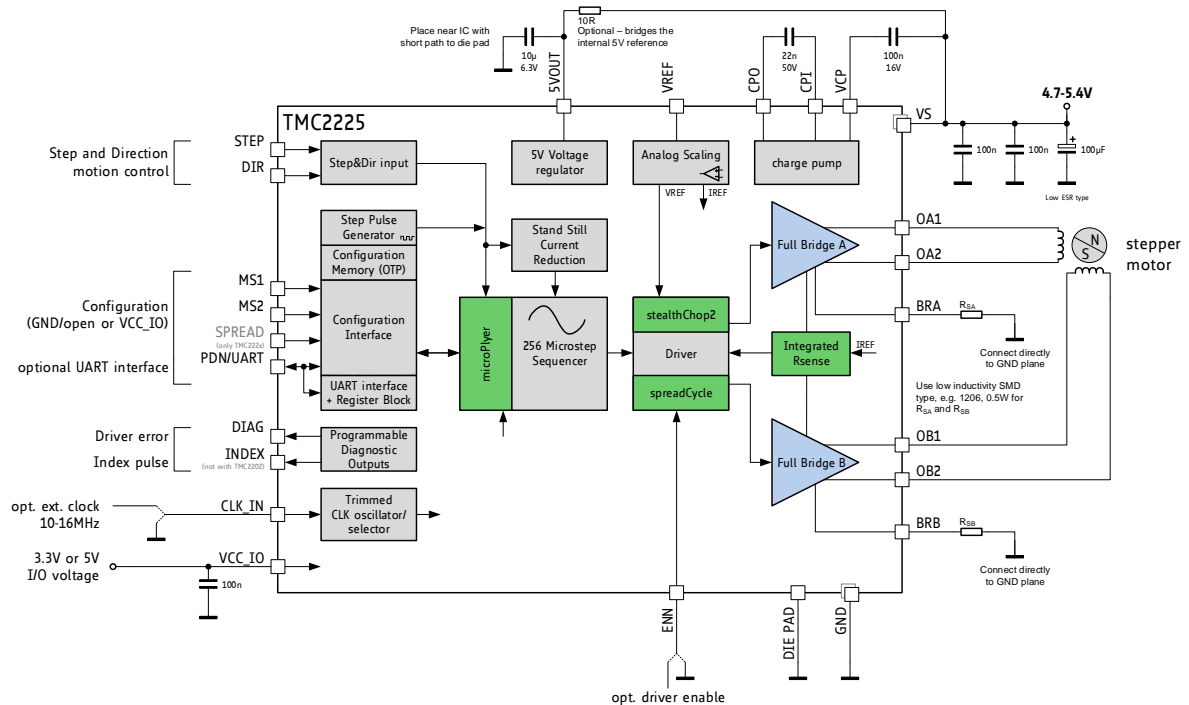 Place near IC with
short path to die pad
10µ
6.3V
10R
Optional – bridges the
internal 5V reference
22n
50V
100n
16V
5VOUT
VREF
CPO
CPI
VCP
4.7-5.4V
VS
+
100n
100n
100µF
Low ESR type
TMC2225
Step and Direction
motion control
STEP
DIR
Step&Dir input
5V Voltage
regulator
Analog Scaling
VREF
IREF
charge pump
Step Pulse
Generator
Configuration
Memory (OTP)
Configuration
Interface
UART interface
+ Register Block
Stand Still
Current
Reduction
Full Bridge A
OA1
OA2
N
S
stepper
motor
BRA
RSA
Connect directly
to GND plane
Configuration
(GND/open or VCC_IO)
optional UART interface
MS1
MS2
SPREAD
(only TMC222x)
PDN/UART
microPlyer
256 Microstep
Sequencer
stealthChop2
Driver
spreadCycle
Integrated
Rsense
IREF
Use low inductivity SMD
type, e.g. 1206, 0.5W for
RSA and RSB
Driver error
Index pulse
DIAG
INDEX
(not with TMC2202)
Programmable
Diagnostic
Outputs
Full Bridge B
OB1
OB2
BRB
RSB
Connect directly
to GND plane
opt. ext. clock
10-16MHz
CLK_IN
Trimmed
CLK oscillator/
selector
3.3V or 5V
I/O voltage
VCC_IO
100n
ENN
DIE PAD
GND
opt. driver enable